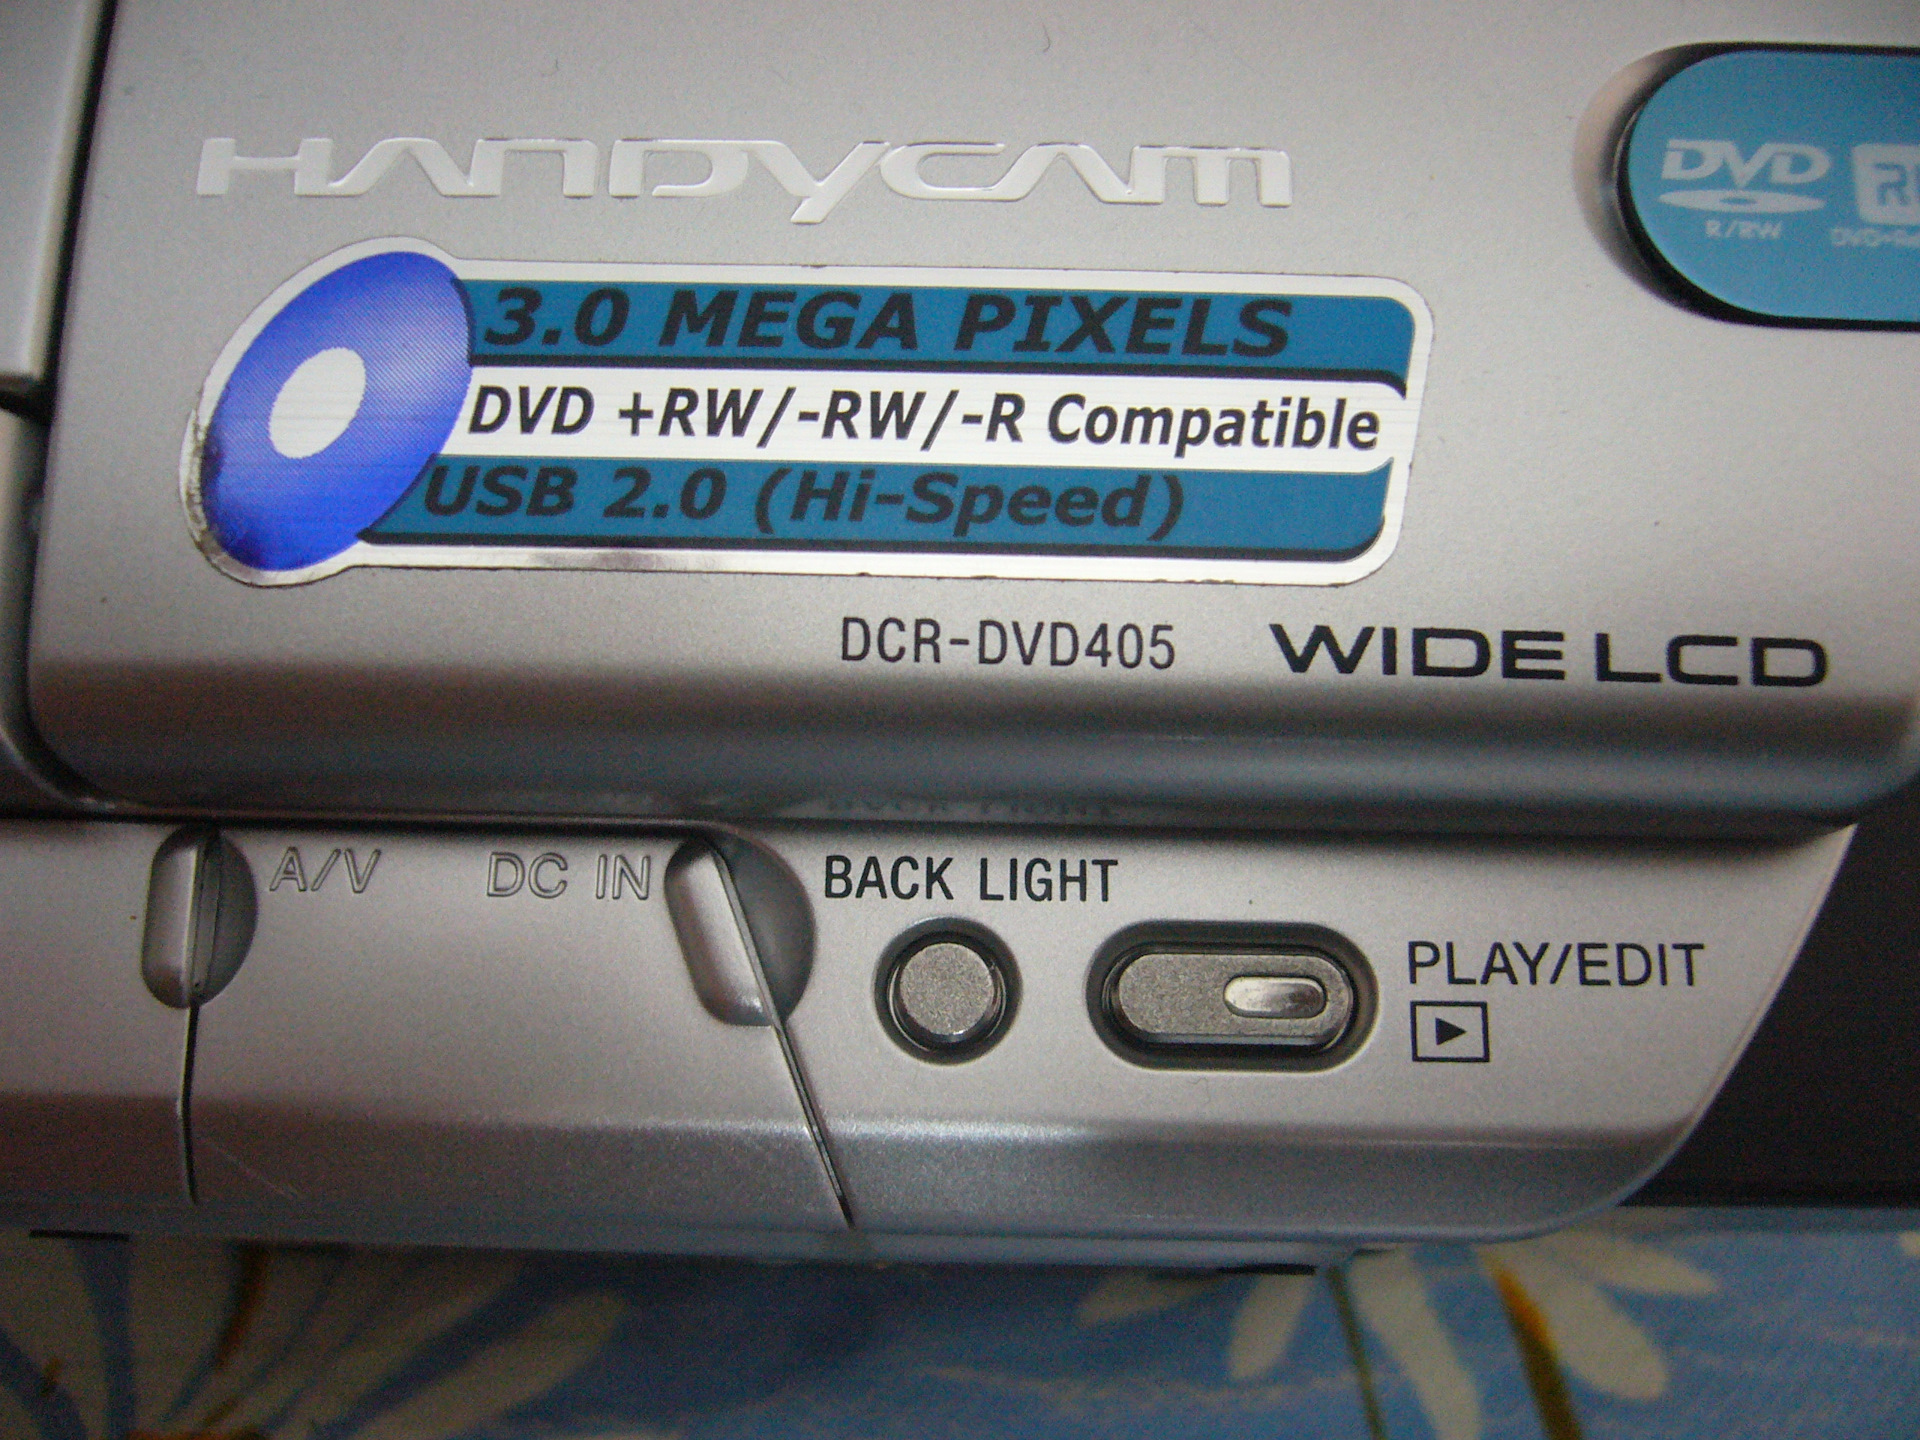 HANDYCAM
DVD
R/RW
3.0 MEGA PIXELS
DVD +RW/-RW/-R Compatible
USB 2.0 (Hi-Speed)
DCR-DVD405
WIDE LCD
A/V
DC IN
BACK LIGHT
PLAY/EDIT